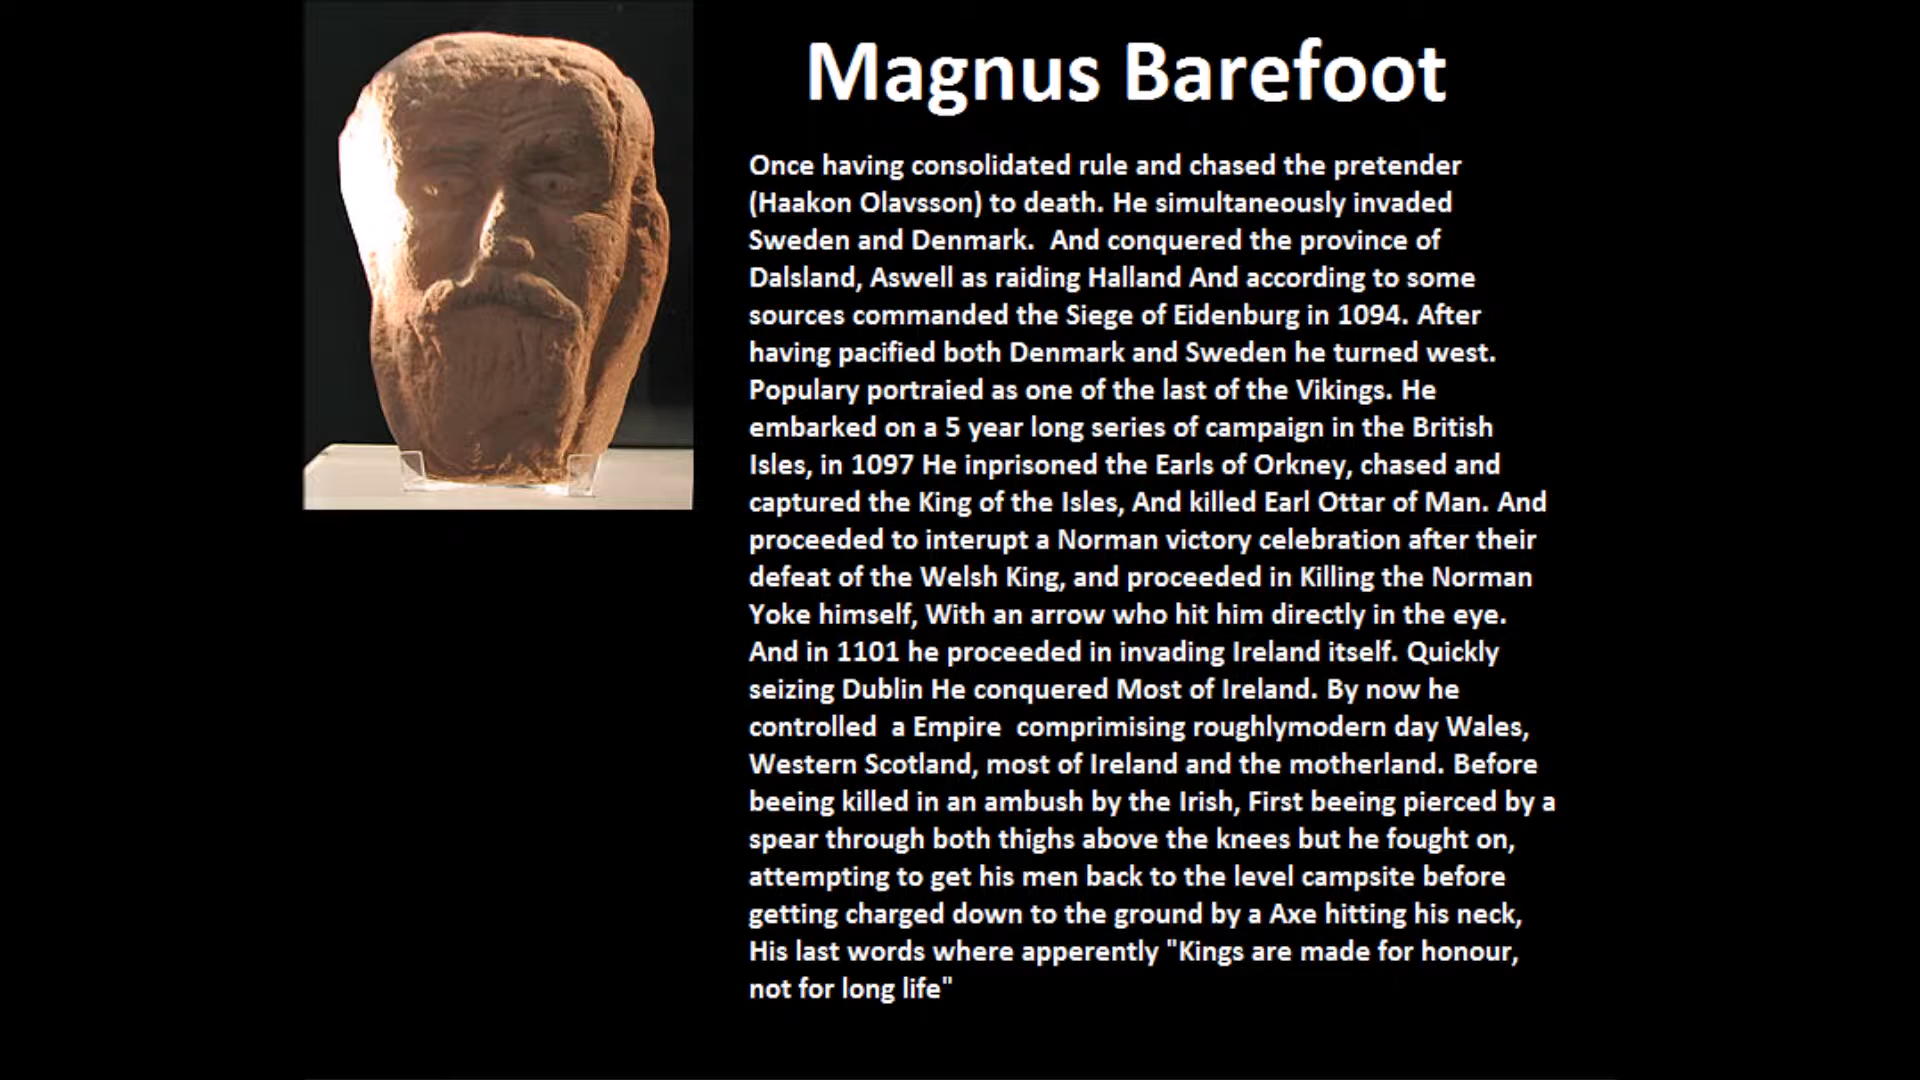 Magnus Barefoot
Once having consolidated rule and chased the pretender
(Haakon Olavsson) to death. He simultaneously invaded
Sweden and Denmark.  And conquered the province of
Dalsland, Aswell as raiding Halland And according to some
sources commanded the Siege of Eidenburg in 1094. After
having pacified both Denmark and Sweden he turned west.
Populary portraied as one of the last of the Vikings. He
embarked on a 5 year long series of campaign in the British
Isles, in 1097 He inprisoned the Earls of Orkney, chased and
captured the King of the Isles, And killed Earl Ottar of Man. And
proceeded to interupt a Norman victory celebration after their
defeat of the Welsh King, and proceeded in Killing the Norman
Yoke himself, With an arrow who hit him directly in the eye.
And in 1101 he proceeded in invading Ireland itself. Quickly
seizing Dublin He conquered Most of Ireland. By now he
controlled  a Empire  comprimising roughlymodern day Wales,
Western Scotland, most of Ireland and the motherland. Before
beeing killed in an ambush by the Irish, First beeing pierced by a
spear through both thighs above the knees but he fought on,
attempting to get his men back to the level campsite before
getting charged down to the ground by a Axe hitting his neck,
His last words where apperently "Kings are made for honour,
not for long life"